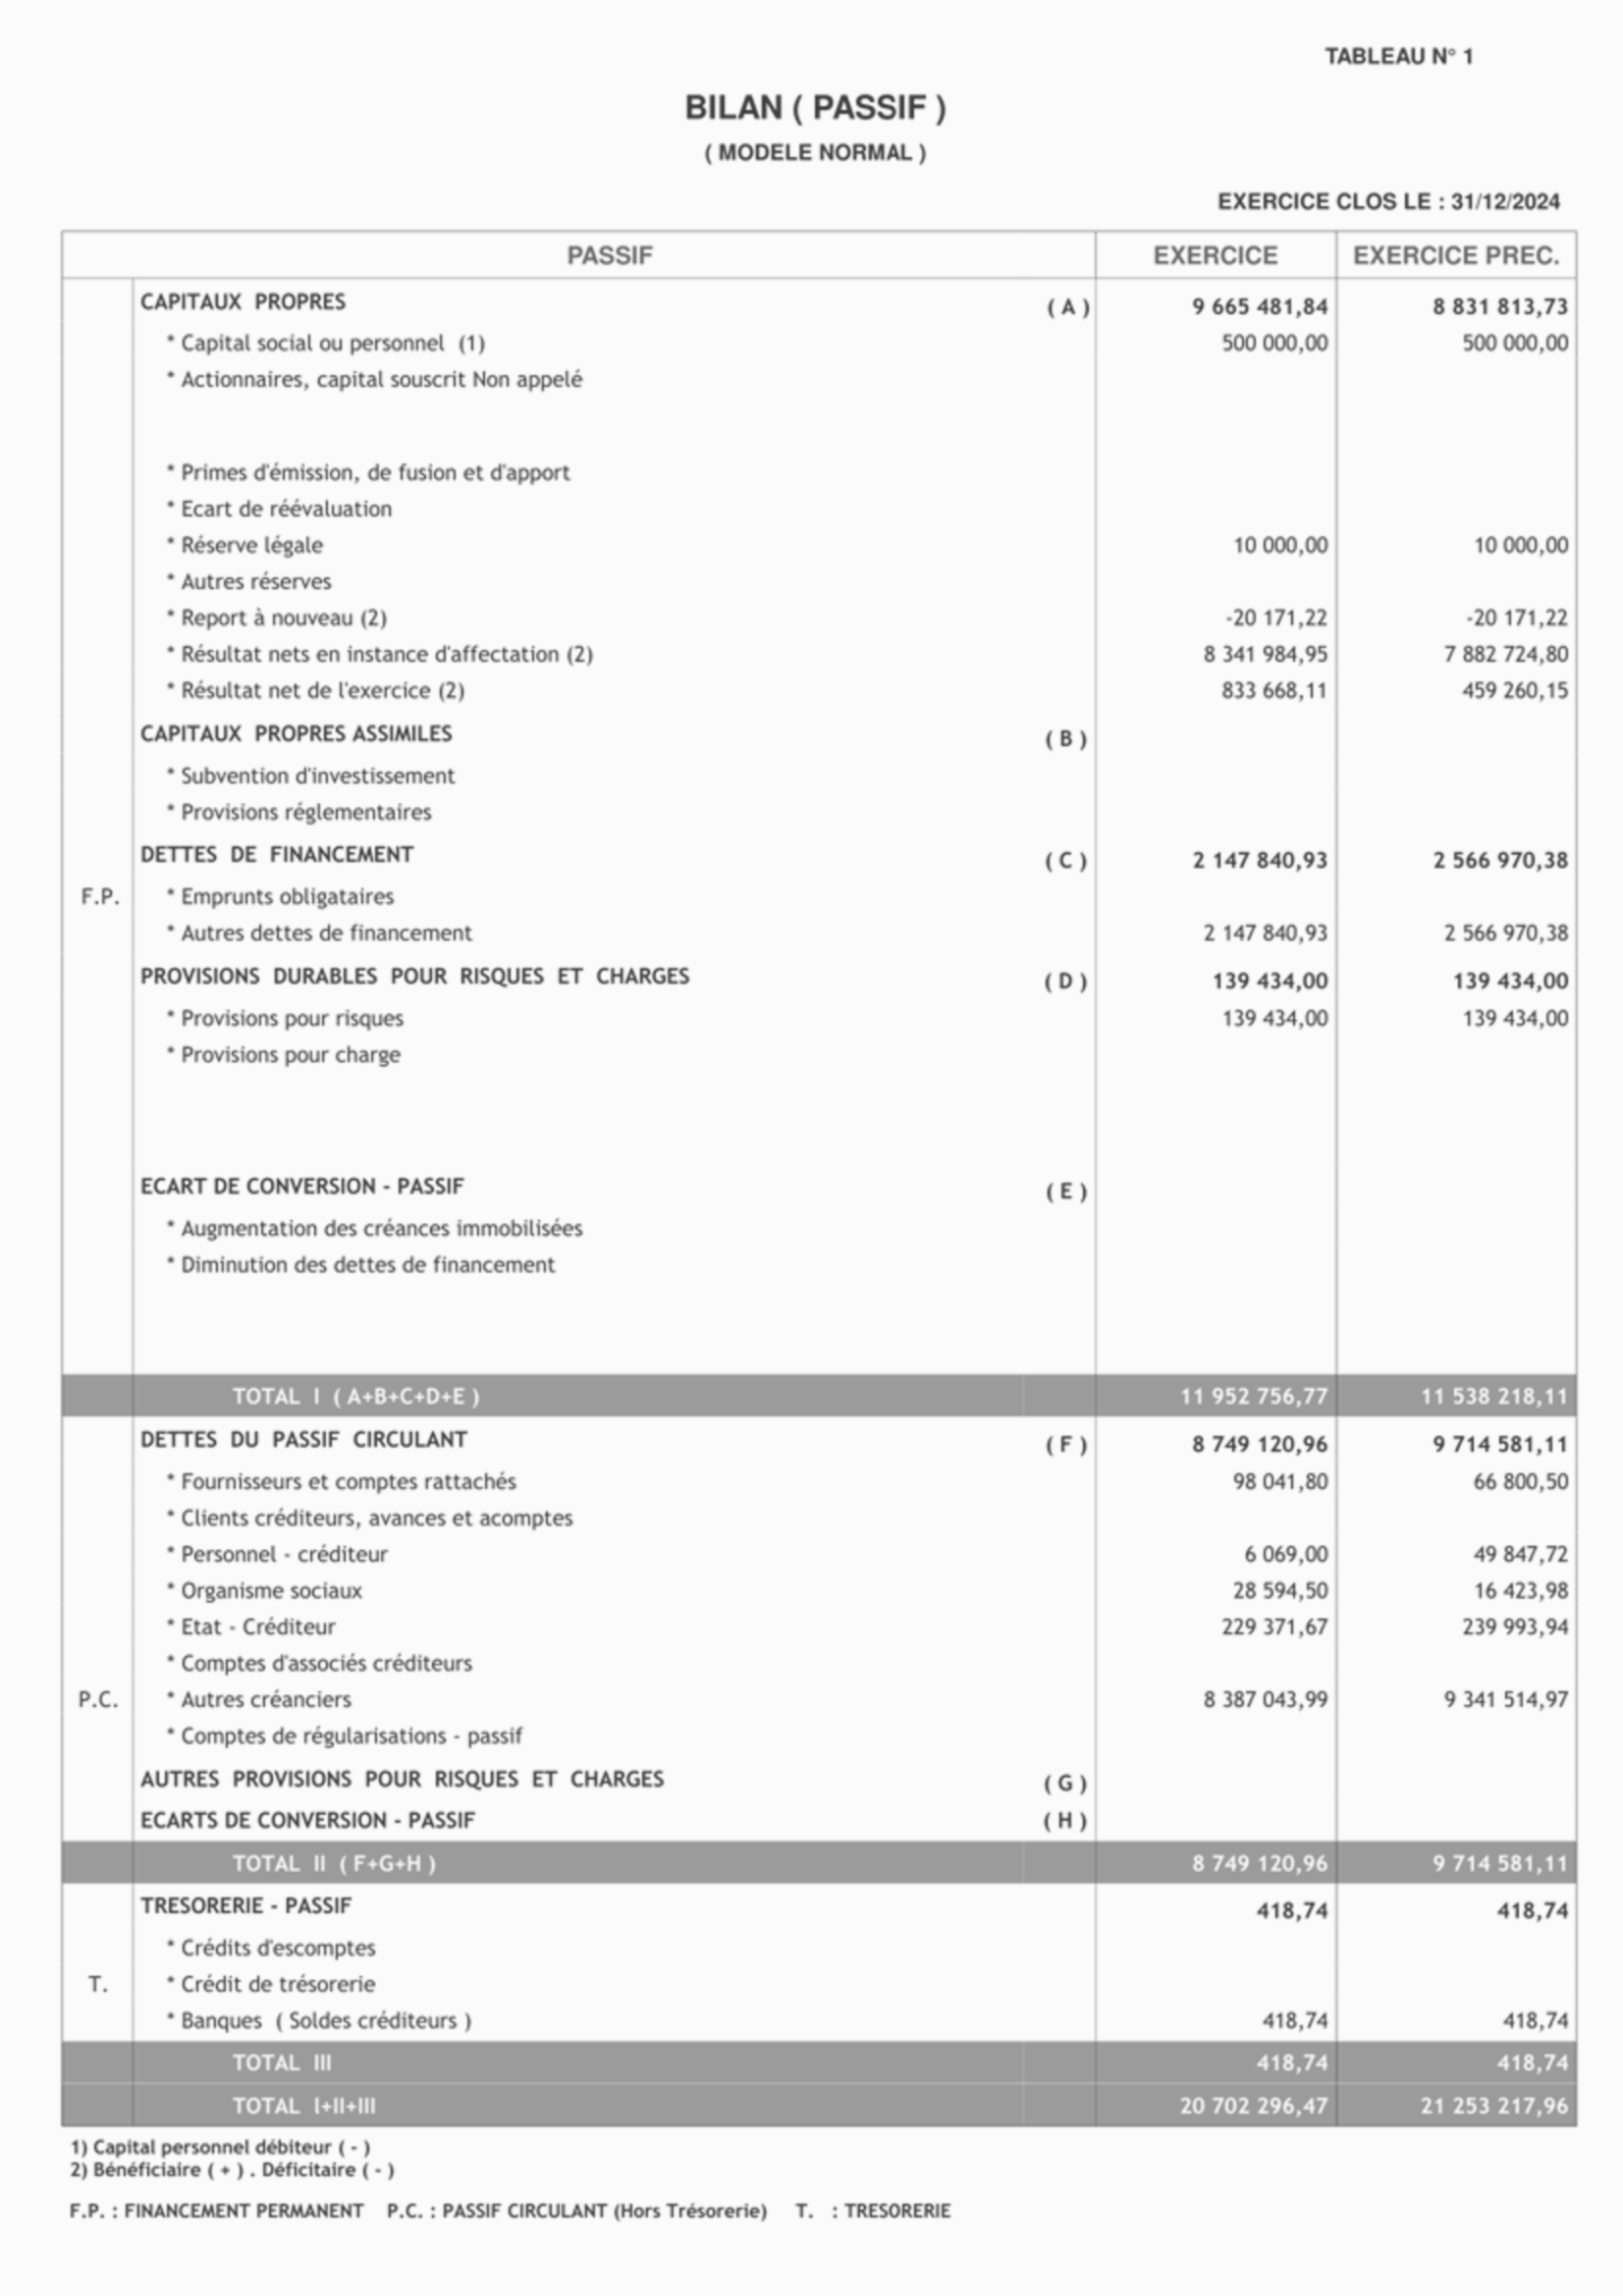 TABLEAU N° 1
BILAN ( PASSIF )
( MODELE NORMAL )
EXERCICE CLOS LE : 31/12/2024
PASSIF EXERCICE EXERCICE PREC.
CAPITAUX PROPRES ( A ) 9 665 481,84 8 831 813,73
* Capital social ou personnel (1) 500 000,00 500 000,00
* Actionnaires, capital souscrit Non appelé
* Primes d'émission, de fusion et d'apport
* Ecart de réévaluation
* Réserve légale 10 000,00 10 000,00
* Autres réserves
* Report à nouveau (2) -20 171,22 -20 171,22
* Résultat nets en instance d'affectation (2) 8 341 984,95 7 882 724,80
* Résultat net de l'exercice (2) 833 668,11 459 260,15
CAPITAUX PROPRES ASSIMILES ( B )
* Subvention d'investissement
* Provisions réglementaires
DETTES DE FINANCEMENT ( C ) 2 147 840,93 2 566 970,38
F.P. * Emprunts obligataires
* Autres dettes de financement 2 147 840,93 2 566 970,38
PROVISIONS DURABLES POUR RISQUES ET CHARGES ( D ) 139 434,00 139 434,00
* Provisions pour risques 139 434,00 139 434,00
* Provisions pour charge
ECART DE CONVERSION - PASSIF ( E )
* Augmentation des créances immobilisées
* Diminution des dettes de financement
TOTAL I ( A+B+C+D+E ) 11 952 756,77 11 538 218,11
DETTES DU PASSIF CIRCULANT ( F ) 8 749 120,96 9 714 581,11
* Fournisseurs et comptes rattachés 98 041,80 66 800,50
* Clients créditeurs, avances et acomptes
* Personnel - créditeur 6 069,00 49 847,72
* Organisme sociaux 28 594,50 16 423,98
* Etat - Créditeur 229 371,67 239 993,94
* Comptes d'associés créditeurs
P.C. * Autres créanciers 8 387 043,99 9 341 514,97
* Comptes de régularisations - passif
AUTRES PROVISIONS POUR RISQUES ET CHARGES ( G )
ECARTS DE CONVERSION - PASSIF ( H )
TOTAL II ( F+G+H ) 8 749 120,96 9 714 581,11
TRESORERIE - PASSIF 418,74 418,74
* Crédits d'escomptes
T. * Crédit de trésorerie
* Banques ( Soldes créditeurs ) 418,74 418,74
TOTAL III 418,74 418,74
TOTAL I+II+III 20 702 296,47 21 253 217,96
1) Capital personnel débiteur ( - )
2) Bénéficiaire ( + ) . Déficitaire ( - )
F.P. : FINANCEMENT PERMANENT P.C. : PASSIF CIRCULANT (Hors Trésorerie) T. : TRESORERIE